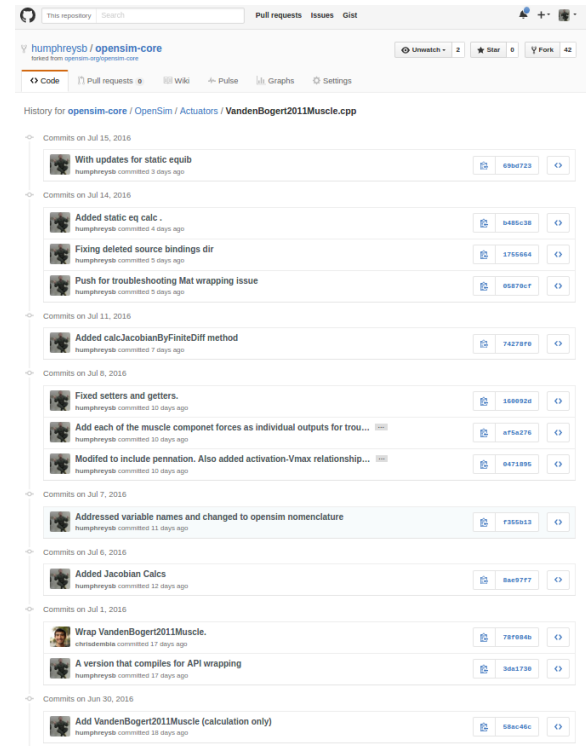 This repository Search Pull requests Issues Gist
humphreysb / opensim-core Unwatch 2 Star 0 Fork 42
forked from opensim-org/opensim-core
Code Pull requests 0 Wiki Pulse Graphs Settings
History for opensim-core / OpenSim / Actuators / VandenBogert2011Muscle.cpp
Commits on Jul 15, 2016
With updates for static equib
humphreysb committed 3 days ago 69bd723
Commits on Jul 14, 2016
Added static eq calc .
humphreysb committed 4 days ago b485c38
Fixing deleted source bindings dir
humphreysb committed 5 days ago 1755664
Push for troubleshooting Mat wrapping issue
humphreysb committed 5 days ago 05870cf
Commits on Jul 11, 2016
Added calcJacobianByFiniteDiff method
humphreysb committed 7 days ago 74278f0
Commits on Jul 8, 2016
Fixed setters and getters.
humphreysb committed 10 days ago 160092d
Add each of the muscle componet forces as individual outputs for trou… …
humphreysb committed 10 days ago af5a276
Modifed to include pennation. Also added activation-Vmax relationship… …
humphreysb committed 10 days ago 0471895
Commits on Jul 7, 2016
Addressed variable names and changed to opensim nomenclature
humphreysb committed 11 days ago f355b13
Commits on Jul 6, 2016
Added Jacobian Calcs
humphreysb committed 12 days ago 8ae97f7
Commits on Jul 1, 2016
Wrap VandenBogert2011Muscle.
chrisdembia committed 17 days ago 78f084b
A version that compiles for API wrapping
humphreysb committed 17 days ago 3da1730
Commits on Jun 30, 2016
Add VandenBogert2011Muscle (calculation only)
humphreysb committed 18 days ago 58ac46c